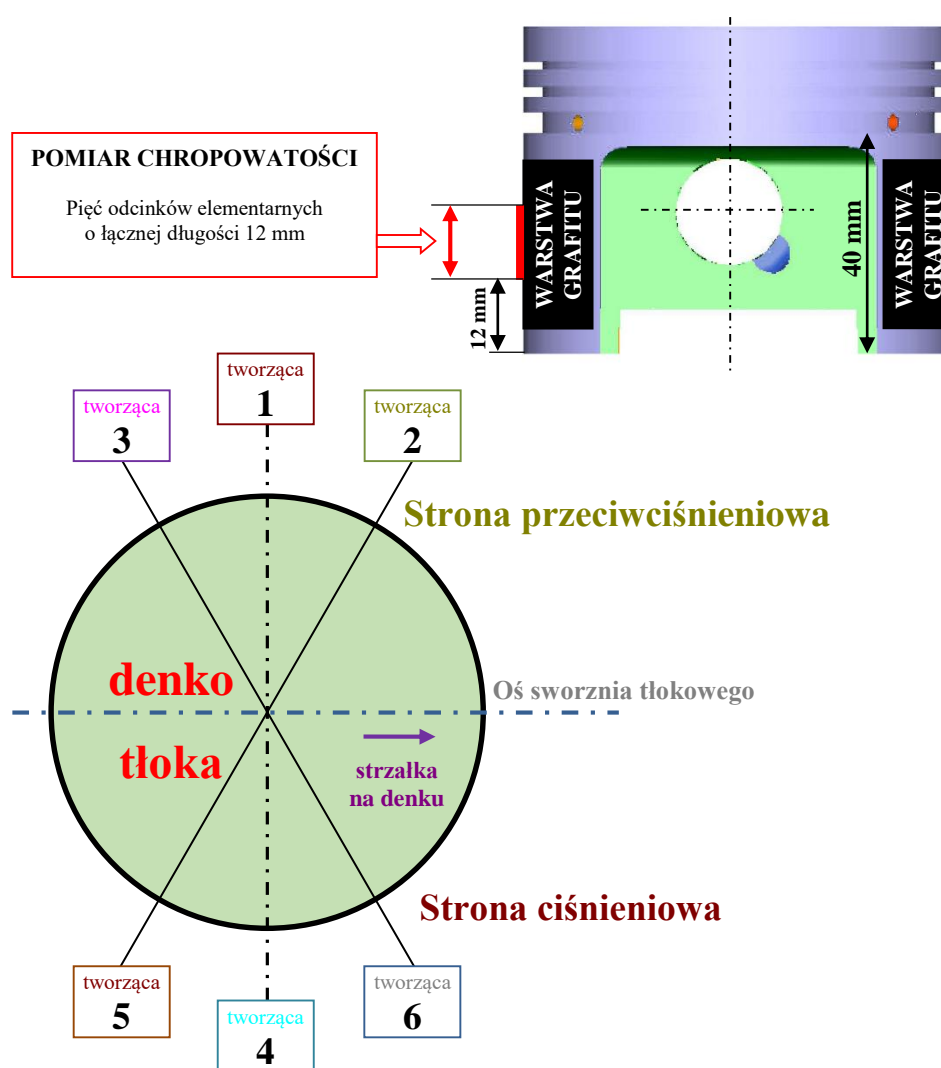 POMIAR CHROPOWATOŚCI
Pięć odcinków elementarnych
o łącznej długości 12 mm
WARSTWA
GRAFITU
12 mm
40 mm
WARSTWA
GRAFITU
tworząca
1
tworząca
3
tworząca
2
Strona przeciwciśnieniowa
denko
tłoka
Oś sworznia tłokowego
strzałka
na denku
Strona ciśnieniowa
tworząca
5
tworząca
4
tworząca
6